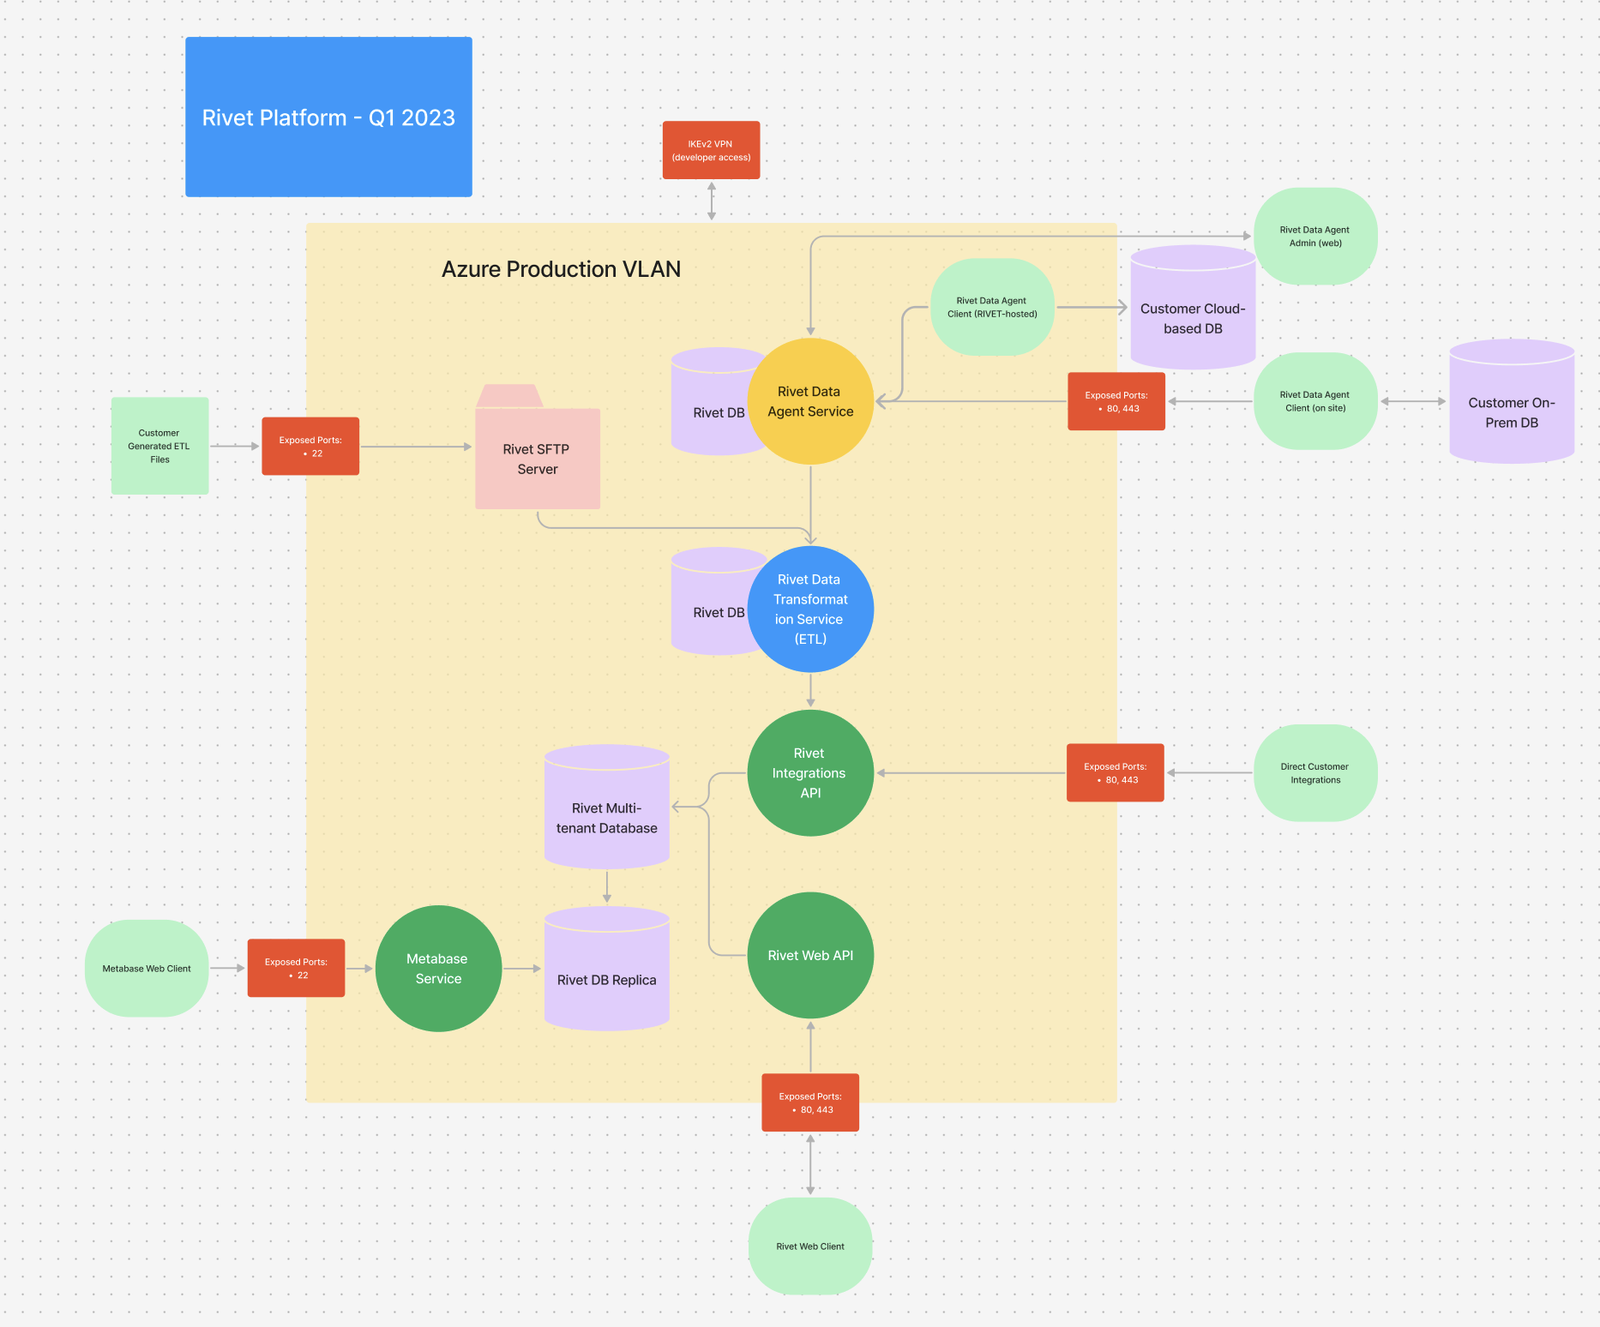 Rivet Platform - Q1 2023
IKEv2 VPN
(developer access)
Azure Production VLAN
Rivet Data Agent
Admin (web)
Rivet Data Agent
Client (RIVET-hosted)
Customer Cloud-
based DB
Rivet DB
Rivet Data
Agent Service
Exposed Ports:
• 80, 443
Rivet Data Agent
Client (on site)
Customer On-
Prem DB
Customer
Generated ETL
Files
Exposed Ports:
• 22
Rivet SFTP
Server
Rivet DB
Rivet Data
Transformat
ion Service
(ETL)
Rivet
Integrations
API
Exposed Ports:
• 80, 443
Direct Customer
Integrations
Rivet Multi-
tenant Database
Metabase Web Client
Exposed Ports:
• 22
Metabase
Service
Rivet DB Replica
Rivet Web API
Exposed Ports:
• 80, 443
Rivet Web Client